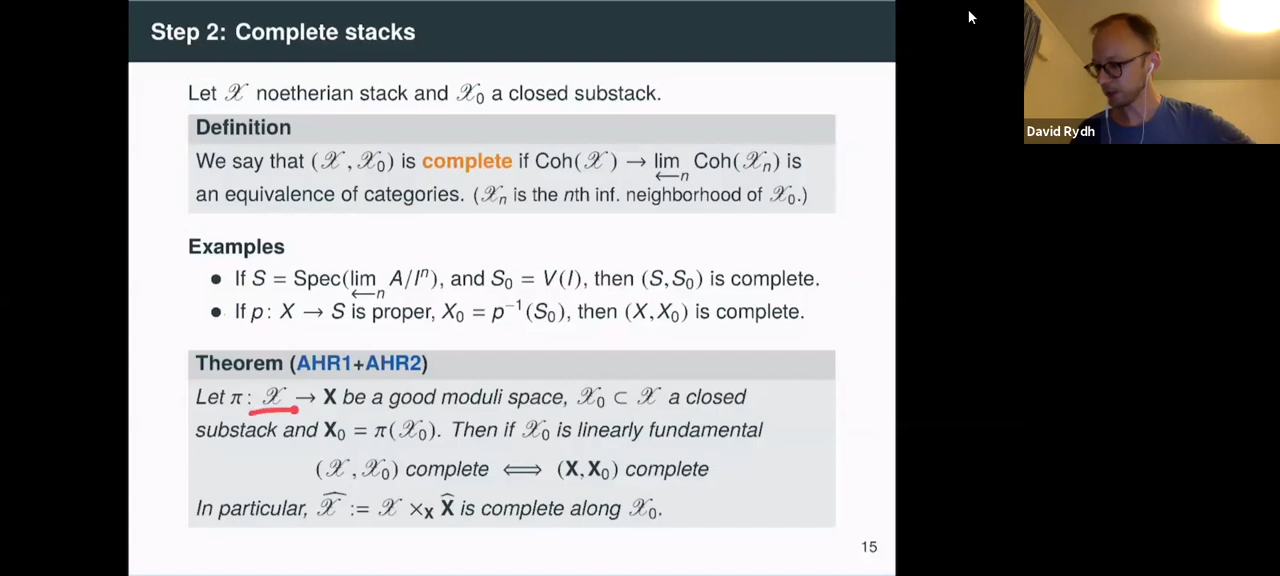 Step 2: Complete stacks
David Rydh
Let 𝒳 noetherian stack and 𝒳₀ a closed substack.
Definition
We say that (𝒳, 𝒳₀) is complete if Coh(𝒳) → lim←n Coh(𝒳ₙ) is
an equivalence of categories. (𝒳ₙ is the nth inf. neighborhood of 𝒳₀.)
Examples
• If S = Spec(lim←n A/Iⁿ), and S₀ = V(I), then (S, S₀) is complete.
• If p: X → S is proper, X₀ = p⁻¹(S₀), then (X, X₀) is complete.
Theorem (AHR1+AHR2)
Let π: 𝒳 → X be a good moduli space, 𝒳₀ ⊂ 𝒳 a closed
substack and X₀ = π(𝒳₀). Then if 𝒳₀ is linearly fundamental
(𝒳, 𝒳₀) complete ⟺ (X, X₀) complete
In particular, 𝒳̂ := 𝒳 ×_X X̂ is complete along 𝒳₀.
15